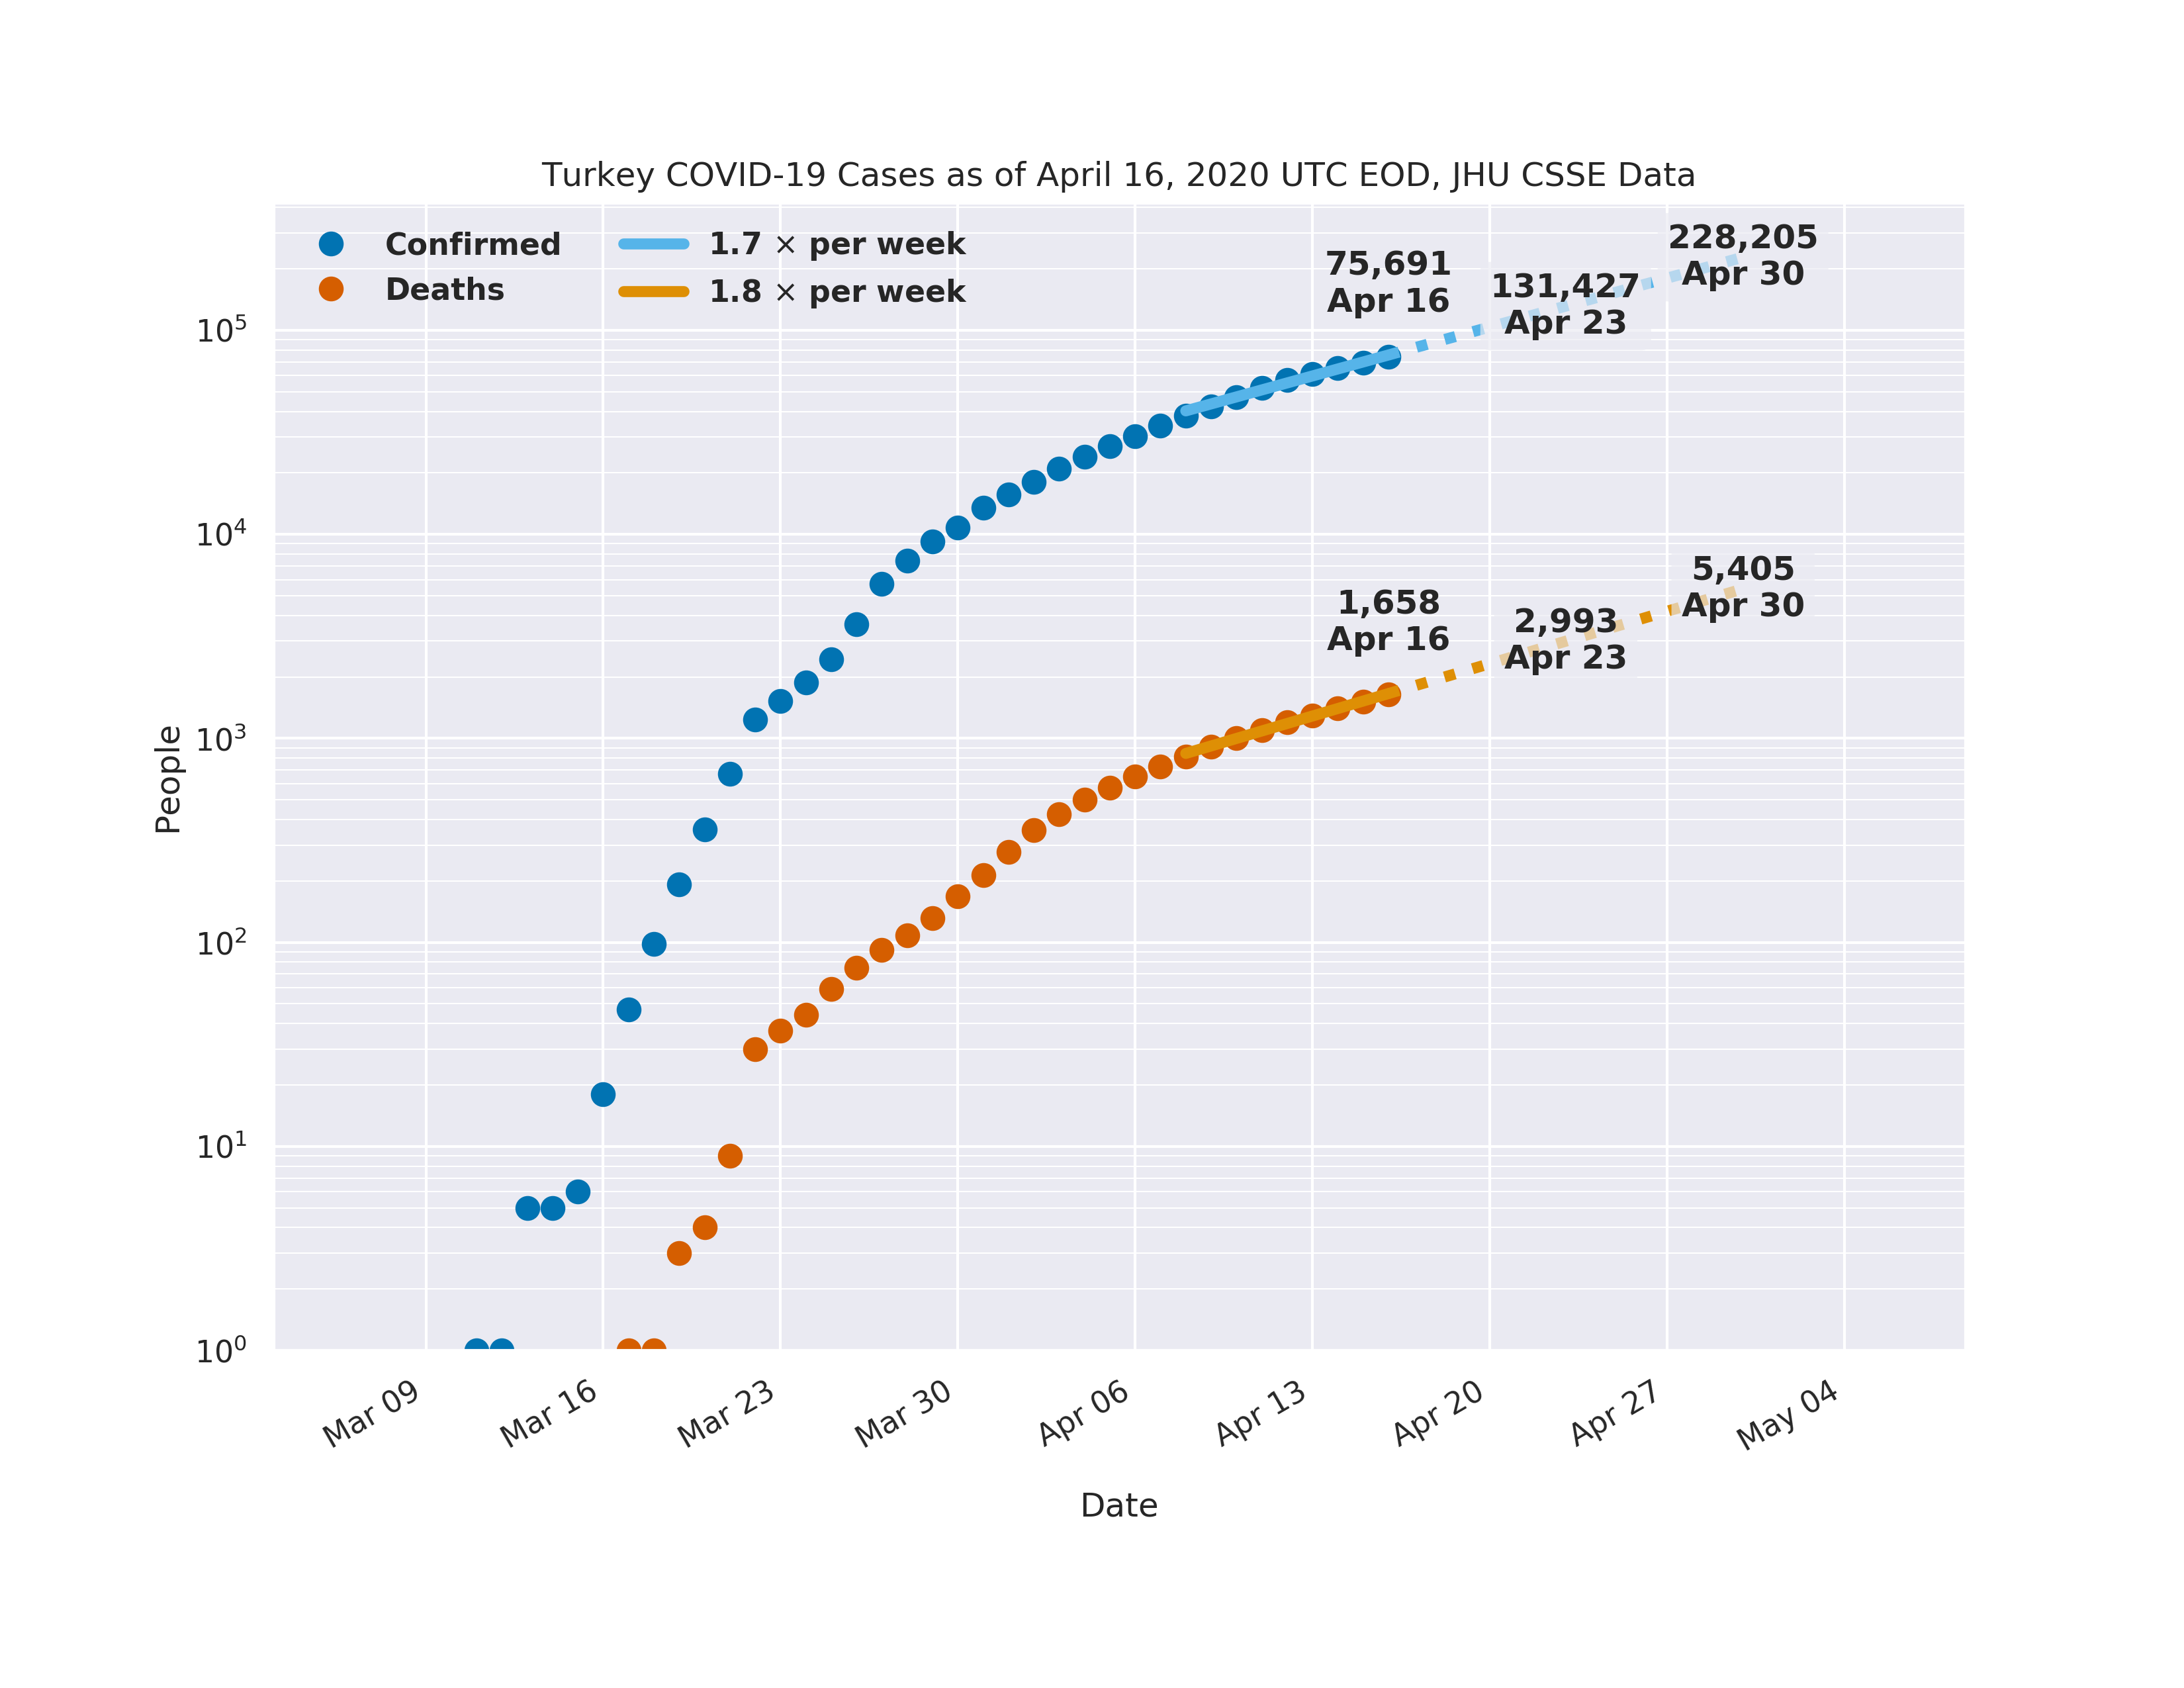 Turkey COVID-19 Cases as of April 16, 2020 UTC EOD, JHU CSSE Data
Confirmed
Deaths
1.7 × per week
1.8 × per week
75,691
Apr 16
131,427
Apr 23
228,205
Apr 30
1,658
Apr 16
2,993
Apr 23
5,405
Apr 30
People
10⁵
10⁴
10³
10²
10¹
10⁰
Mar 09
Mar 16
Mar 23
Mar 30
Apr 06
Apr 13
Apr 20
Apr 27
May 04
Date